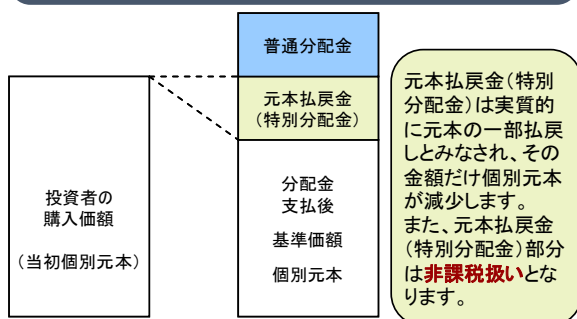 普通分配金
元本払戻金
(特別分配金)
投資者の
購入価額
(当初個別元本)
分配金
支払後
基準価額
個別元本
元本払戻金(特別
分配金)は実質的
に元本の一部払戻
しとみなされ、その
金額だけ個別元本
が減少します。
また、元本払戻金
(特別分配金)部分
は非課税扱いとな
ります。